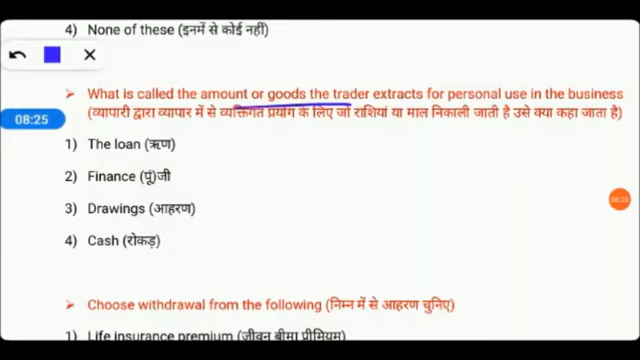 4) None of these (इनमें से कोई नहीं)
➤ What is called the amount or goods the trader extracts for personal use in the business
(व्यापारी द्वारा व्यापार में से व्यक्तिगत प्रयोग के लिए जो राशियां या माल निकाली जाती है उसे क्या कहा जाता है)
08:25
1) The loan (ऋण)
2) Finance (पूंजी)
3) Drawings (आहरण)
4) Cash (रोकड़)
➤ Choose withdrawal from the following (निम्न में से आहरण चुनिए)
1) Life insurance premium (जीवन बीमा प्रीमियम)